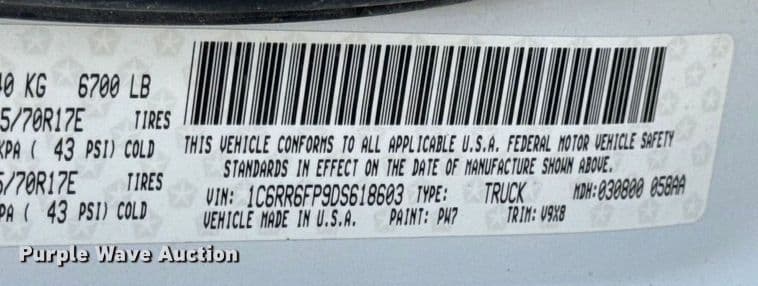 40 KG 6700 LB
5/70R17E TIRES
KPA ( 43 PSI) COLD
5/70R17E TIRES
PA ( 43 PSI) COLD
THIS VEHICLE CONFORMS TO ALL APPLICABLE U.S.A. FEDERAL MOTOR VEHICLE SAFETY
STANDARDS IN EFFECT ON THE DATE OF MANUFACTURE SHOWN ABOVE.
VIN: 1C6RR6FP9DS618603 TYPE: TRUCK MDH:030800 058AA
VEHICLE MADE IN U.S.A. PAINT: PW7 TRIM: V9X8
Purple Wave Auction